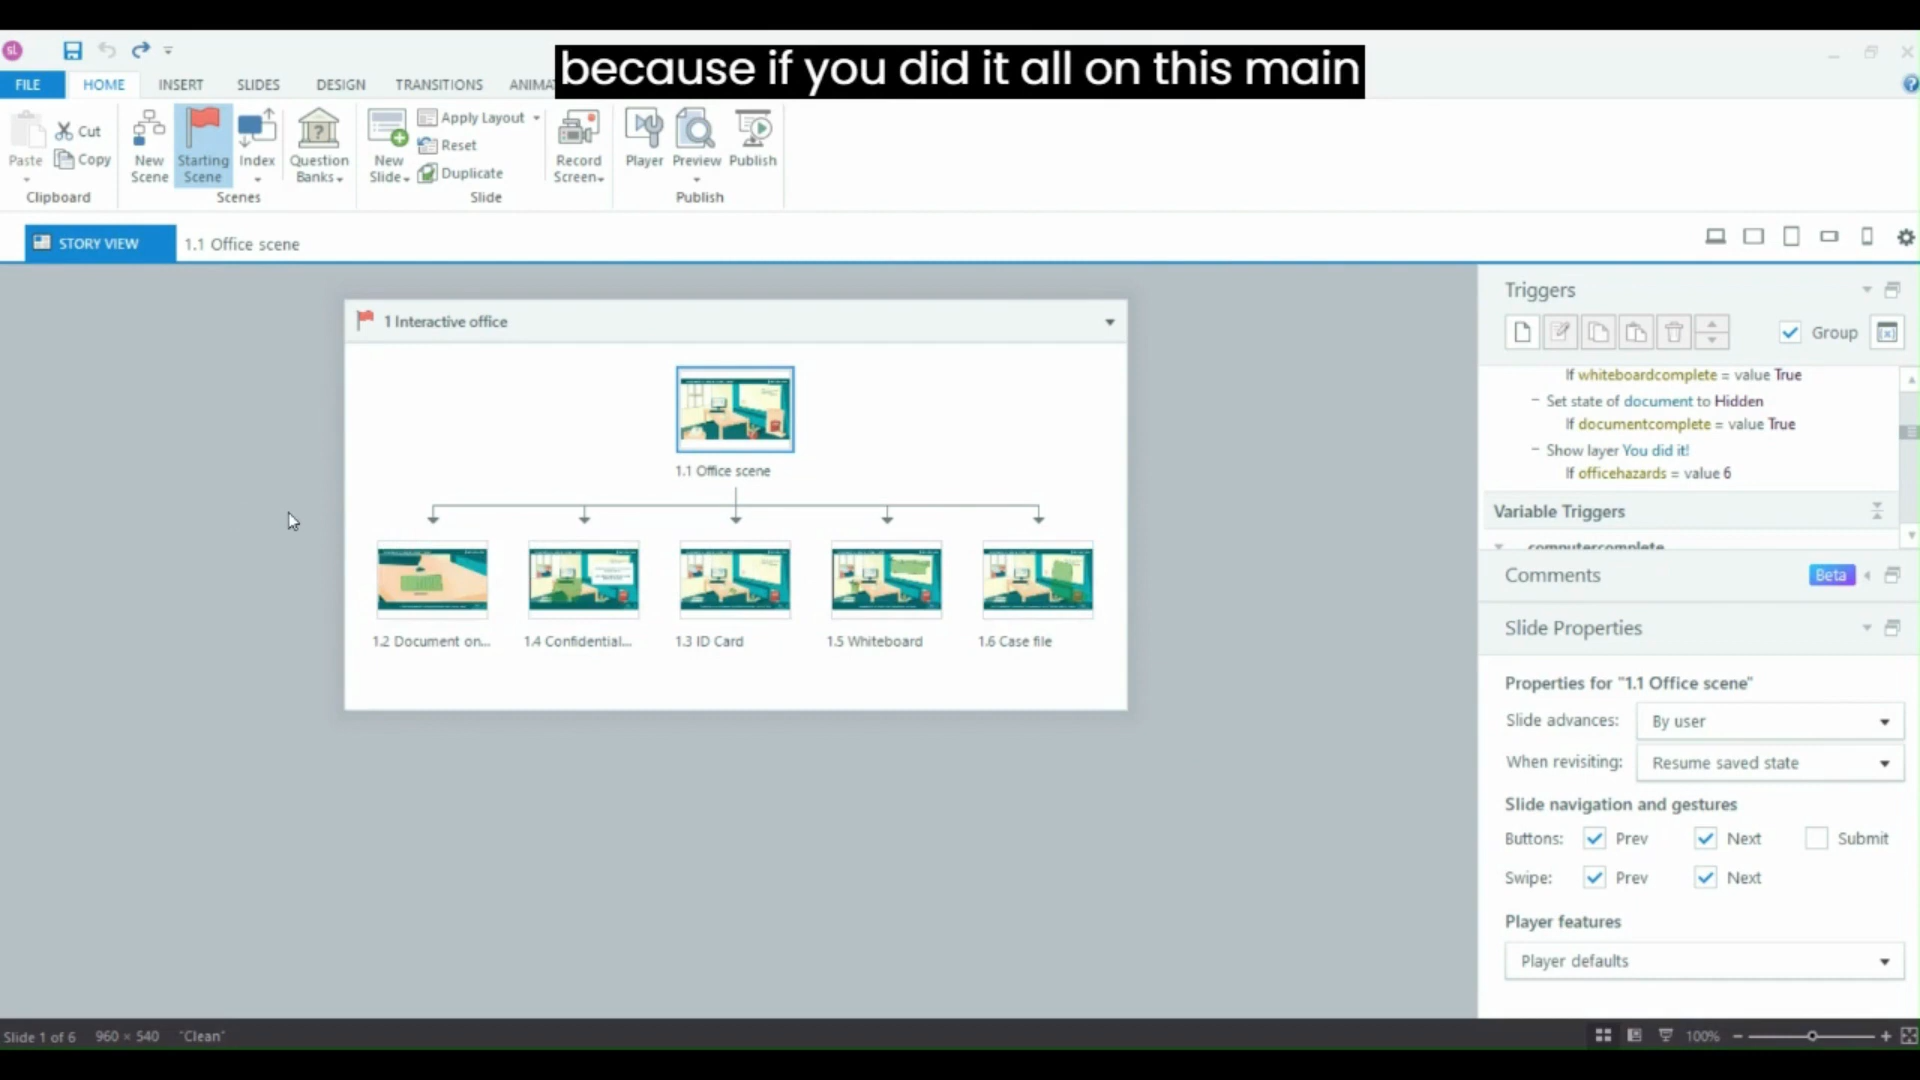 because if you did it all on this main
sl
FILE HOME INSERT SLIDES DESIGN TRANSITIONS ANIMA
Paste Cut Copy
Clipboard
New Scene Starting Scene Index Question Banks
Scenes
New Slide Apply Layout Reset Duplicate
Slide
Record Screen
Player Preview Publish
Publish
STORY VIEW 1.1 Office scene
1 Interactive office
1.1 Office scene
1.2 Document on... 1.4 Confidential... 1.3 ID Card 1.5 Whiteboard 1.6 Case file
Triggers
Group
If whiteboardcomplete = value True
Set state of document to Hidden
If documentcomplete = value True
Show layer You did it!
If officehazards = value 6
Variable Triggers
computercomplete
Comments Beta
Slide Properties
Properties for "1.1 Office scene"
Slide advances: By user
When revisiting: Resume saved state
Slide navigation and gestures
Buttons: Prev Next Submit
Swipe: Prev Next
Player features
Player defaults
Slide 1 of 6 960 × 540 "Clean" 100%